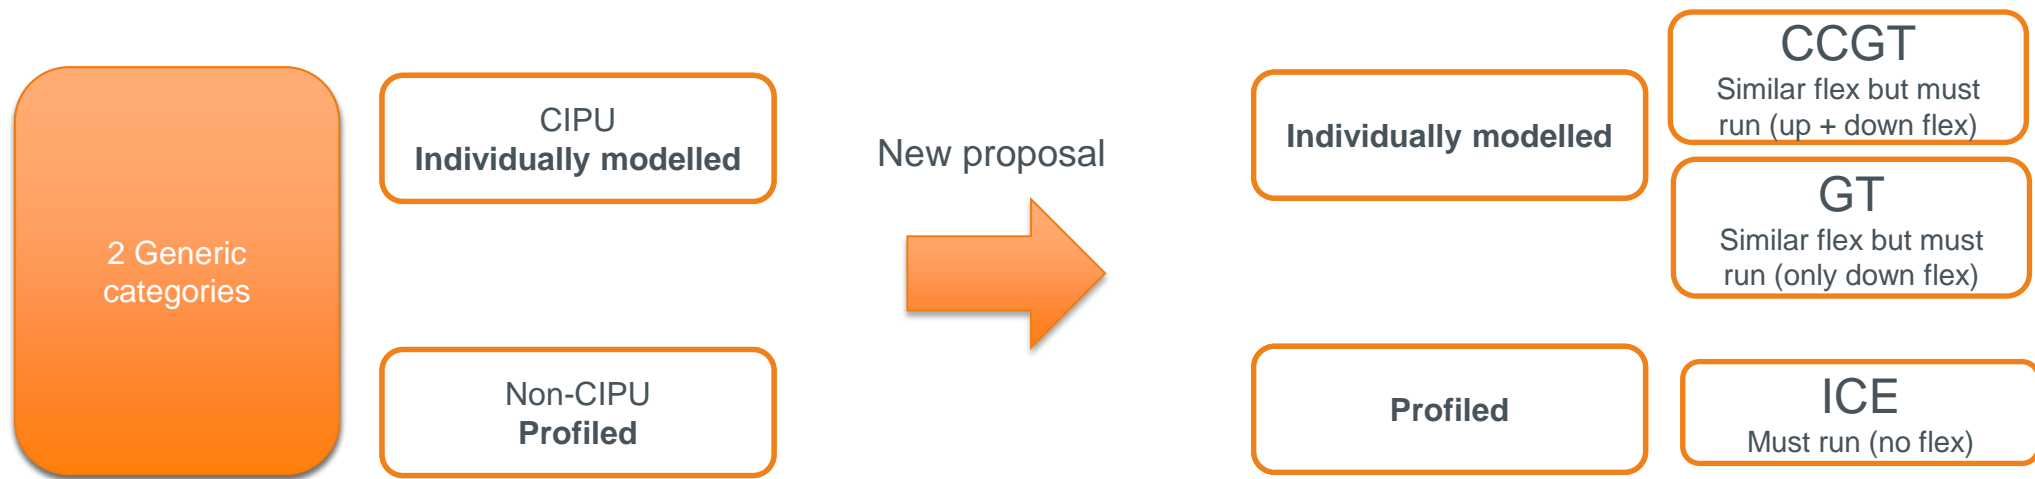 2 Generic
categories
CIPU
Individually modelled
Non-CIPU
Profiled
New proposal
Individually modelled
CCGT
Similar flex but must
run (up + down flex)
GT
Similar flex but must
run (only down flex)
Profiled
ICE
Must run (no flex)